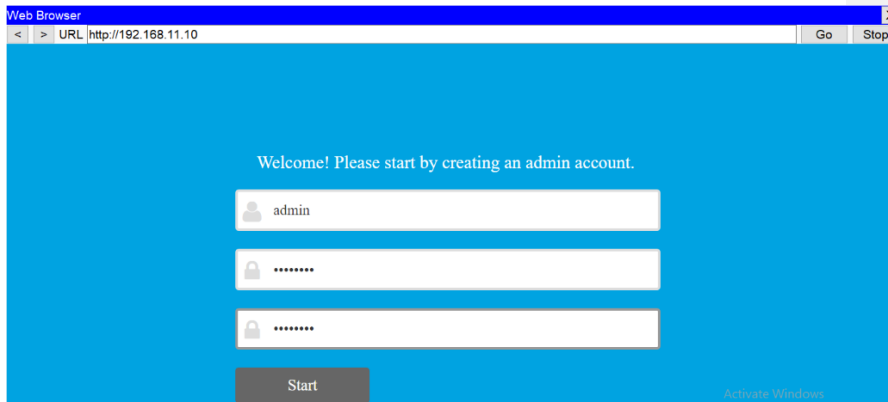 Web Browser
< > URL http://192.168.11.10 Go Stop
Welcome! Please start by creating an admin account.
admin
••••••••
••••••••
Start
Activate Windows